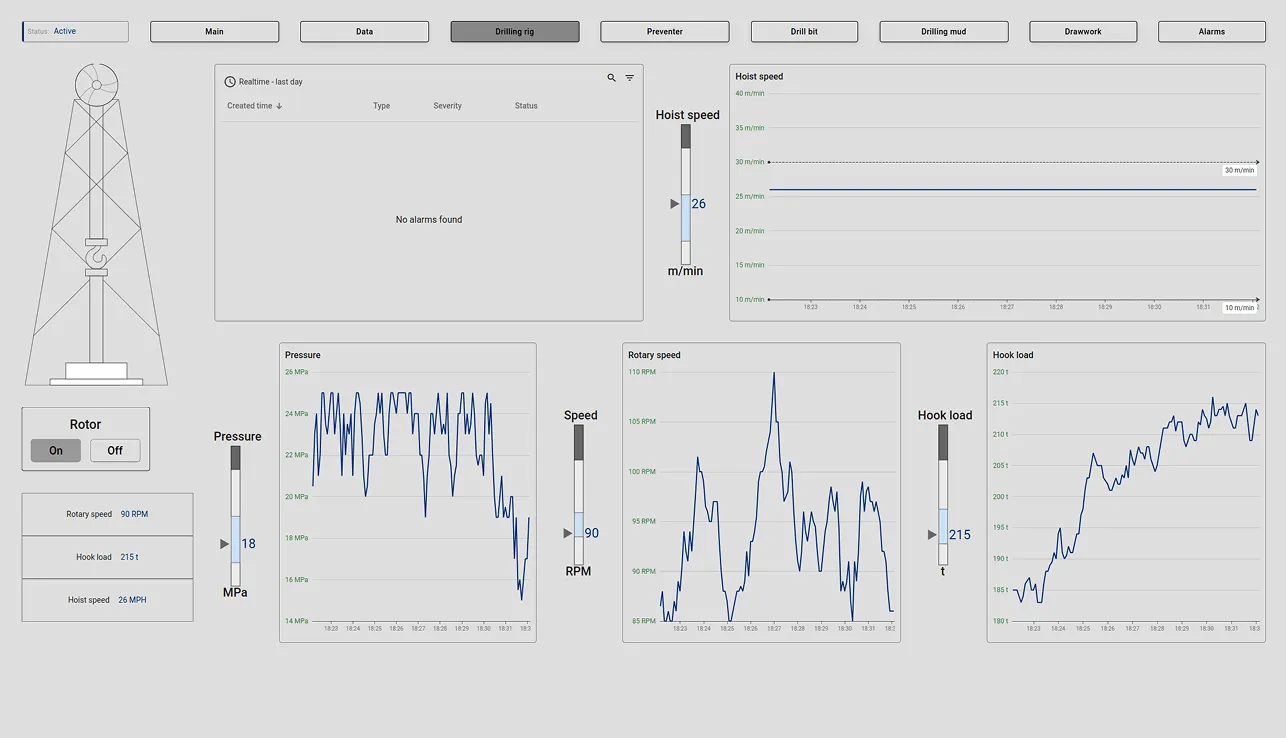 Status: Active
Main
Data
Drilling rig
Preventer
Drill bit
Drilling mud
Drawwork
Alarms
Realtime - last day
Created time
Type
Severity
Status
No alarms found
Hoist speed
26
m/min
Hoist speed
40 m/min
35 m/min
30 m/min
30 m/min
25 m/min
20 m/min
15 m/min
10 m/min
10 m/min
18:23 18:24 18:25 18:26 18:27 18:28 18:29 18:30 18:31
Rotor
On
Off
Rotary speed 90 RPM
Hook load 215 t
Hoist speed 26 MPH
Pressure
18
MPa
Pressure
26 MPa
24 MPa
22 MPa
20 MPa
18 MPa
16 MPa
14 MPa
18:23 18:24 18:25 18:26 18:27 18:28 18:29 18:30 18:31 18:3
Speed
90
RPM
Rotary speed
110 RPM
105 RPM
100 RPM
95 RPM
90 RPM
85 RPM
18:23 18:24 18:25 18:26 18:27 18:28 18:29 18:30 18:31 18:3
Hook load
215
t
Hook load
220 t
215 t
210 t
205 t
200 t
195 t
190 t
185 t
180 t
18:23 18:24 18:25 18:26 18:27 18:28 18:29 18:30 18:31 18:3